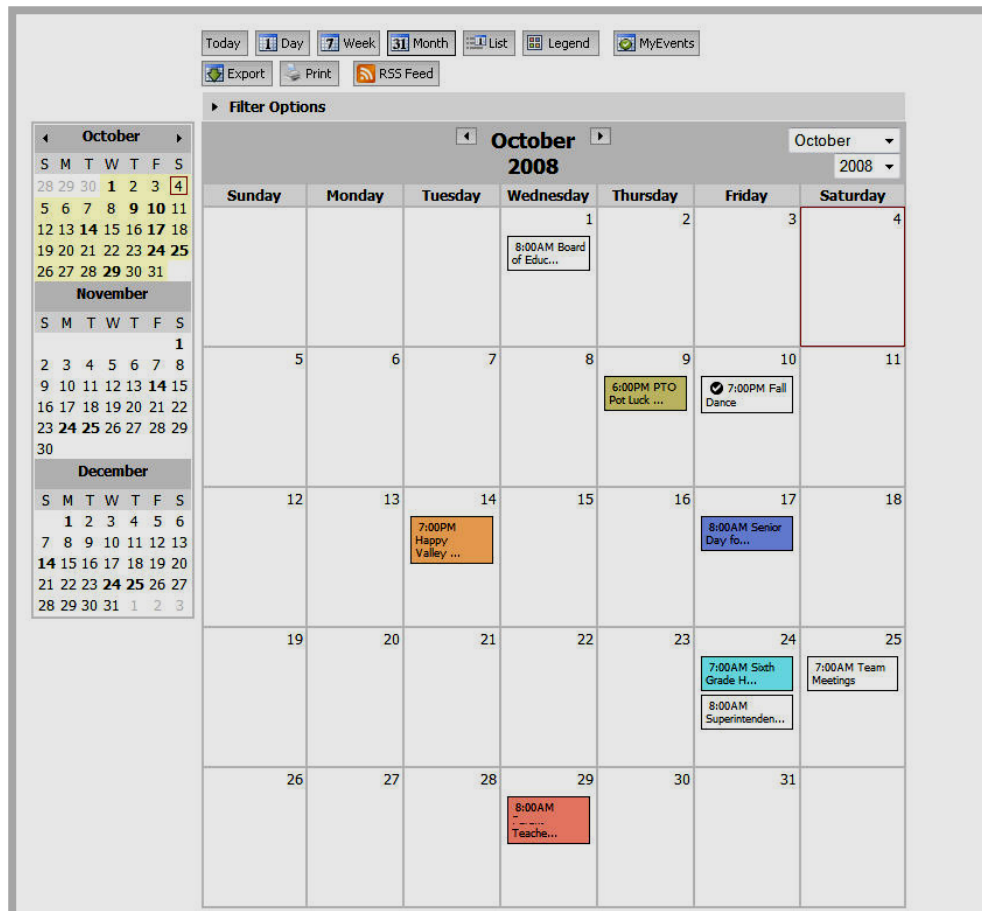 Today 1 Day 7 Week 31 Month List Legend MyEvents
Export Print RSS Feed
Filter Options
October
S M T W T F S
28 29 30 1 2 3 4
5 6 7 8 9 10 11
12 13 14 15 16 17 18
19 20 21 22 23 24 25
26 27 28 29 30 31
November
S M T W T F S
1
2 3 4 5 6 7 8
9 10 11 12 13 14 15
16 17 18 19 20 21 22
23 24 25 26 27 28 29
30
December
S M T W T F S
1 2 3 4 5 6
7 8 9 10 11 12 13
14 15 16 17 18 19 20
21 22 23 24 25 26 27
28 29 30 31 1 2 3
October
2008
October
2008
Sunday Monday Tuesday Wednesday Thursday Friday Saturday
1 2 3 4
8:00AM Board
of Educ...
5 6 7 8 9 10 11
6:00PM PTO
Pot Luck ...
7:00PM Fall
Dance
12 13 14 15 16 17 18
7:00PM
Happy
Valley ...
8:00AM Senior
Day fo...
19 20 21 22 23 24 25
7:00AM Sixth
Grade H...
8:00AM
Superintenden...
7:00AM Team
Meetings
26 27 28 29 30 31
8:00AM
Teache...